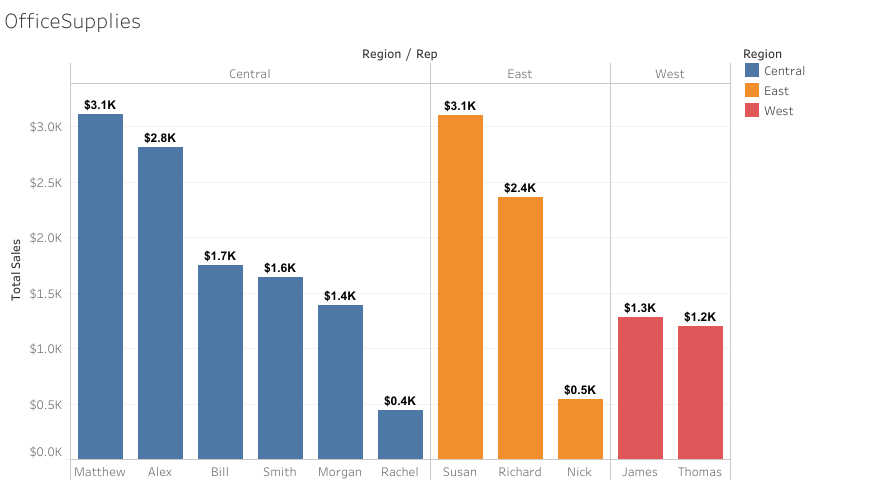 OfficeSupplies
Region / Rep
Central East West
Region
Central
East
West
Total Sales
$3.0K
$2.5K
$2.0K
$1.5K
$1.0K
$0.5K
$0.0K
$3.1K $2.8K $1.7K $1.6K $1.4K $0.4K $3.1K $2.4K $0.5K $1.3K $1.2K
Matthew Alex Bill Smith Morgan Rachel Susan Richard Nick James Thomas